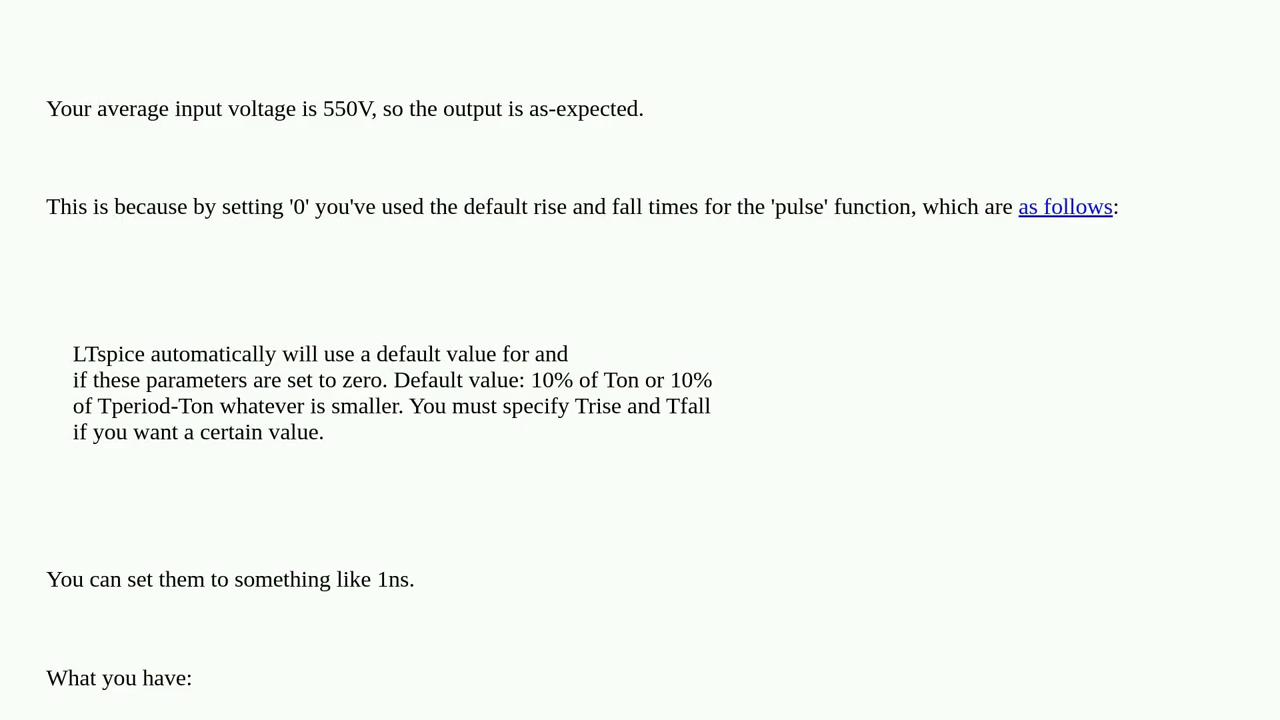 Your average input voltage is 550V, so the output is as-expected.
This is because by setting '0' you've used the default rise and fall times for the 'pulse' function, which are as follows:
LTspice automatically will use a default value for and
if these parameters are set to zero. Default value: 10% of Ton or 10%
of Tperiod-Ton whatever is smaller. You must specify Trise and Tfall
if you want a certain value.
You can set them to something like 1ns.
What you have: